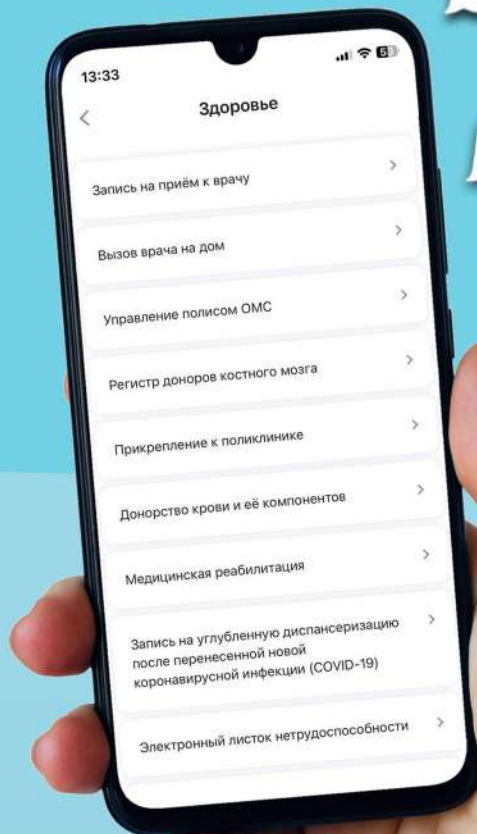 13:33
Здоровье
Запись на приём к врачу
Вызов врача на дом
Управление полисом ОМС
Регистр доноров костного мозга
Прикрепление к поликлинике
Донорство крови и её компонентов
Медицинская реабилитация
Запись на углубленную диспансеризацию
после перенесенной новой
коронавирусной инфекции (COVID-19)
Электронный листок нетрудоспособности